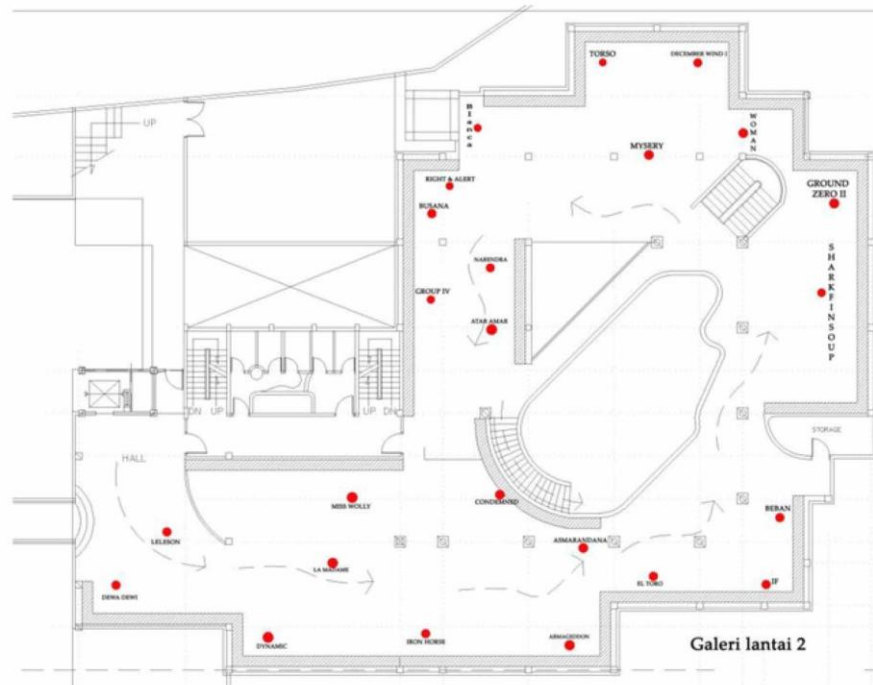 TORSO
DECEMBER WIND I
Bianca
WOMAN
UP
MYSERY
RIGHT & ALERT
GROUND
ZERO II
BUSANA
SHARKFINSOUP
NARINDRA
GROUP IV
ATAR AMAR
DN UP
UP DN
STORAGE
HALL
MISS WOLLY
CONDEMNED
BEBAN
LELESON
ASMARANDANA
LA MADAME
EL TORO
IF
DEWA DEWI
DYNAMIC
IRON HORSE
ARMAGEDDON
Galeri lantai 2